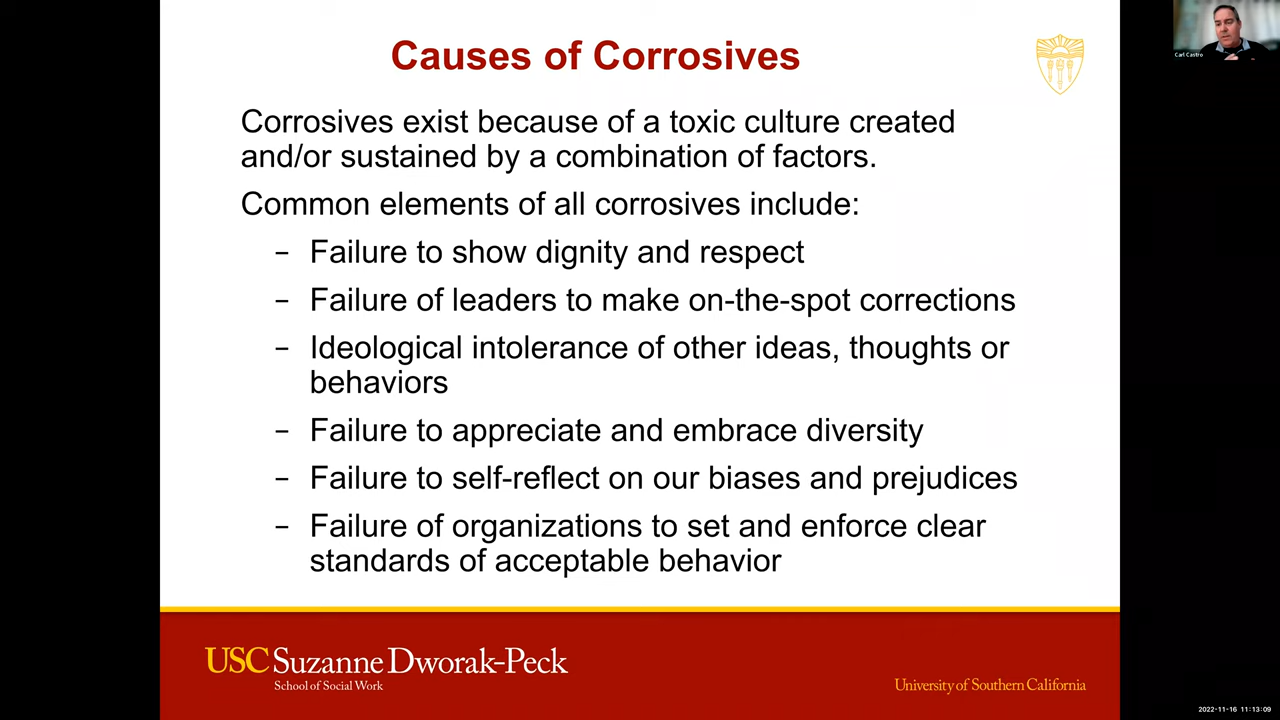 Causes of Corrosives
Carl Castro
Corrosives exist because of a toxic culture created
and/or sustained by a combination of factors.
Common elements of all corrosives include:
– Failure to show dignity and respect
– Failure of leaders to make on-the-spot corrections
– Ideological intolerance of other ideas, thoughts or
behaviors
– Failure to appreciate and embrace diversity
– Failure to self-reflect on our biases and prejudices
– Failure of organizations to set and enforce clear
standards of acceptable behavior
USC Suzanne Dworak-Peck
School of Social Work
University of Southern California
2022-11-16 11:13:09